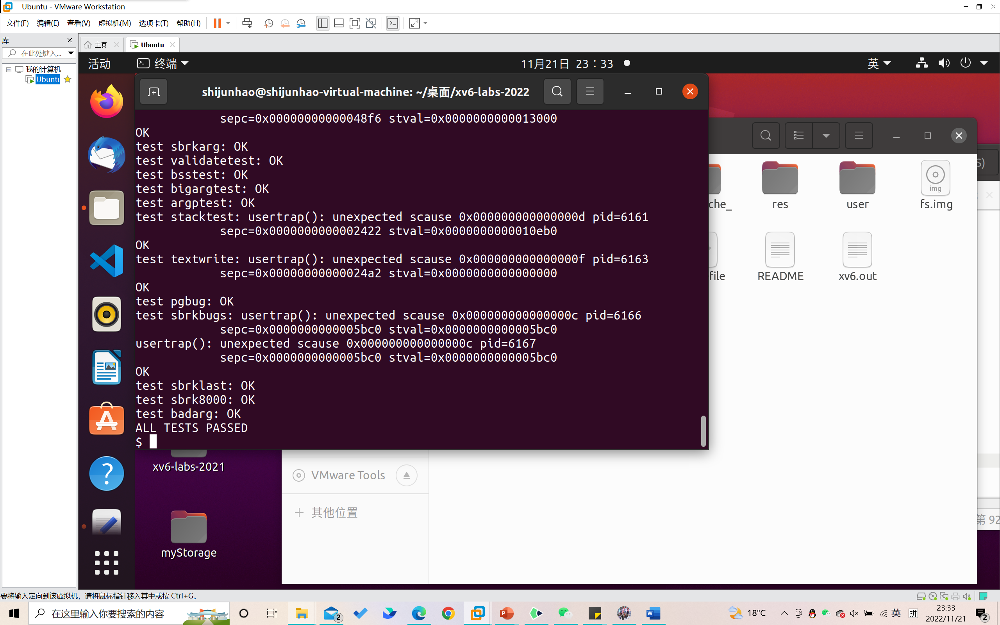 Ubuntu - VMware Workstation
文件(F) 编辑(E) 查看(V) 虚拟机(M) 选项卡(T) 帮助(H)
库
在此处键入...
我的计算机
Ubuntu
主页
Ubuntu
活动 终端 11月21日 23：33 英
shijunhao@shijunhao-virtual-machine: ~/桌面/xv6-labs-2022
sepc=0x00000000000048f6 stval=0x0000000000013000
OK
test sbrkarg: OK
test validatetest: OK
test bsstest: OK
test bigargtest: OK
test argptest: OK
test stacktest: usertrap(): unexpected scause 0x000000000000000d pid=6161
sepc=0x0000000000002422 stval=0x0000000000010eb0
OK
test textwrite: usertrap(): unexpected scause 0x000000000000000f pid=6163
sepc=0x00000000000024a2 stval=0x0000000000000000
OK
test pgbug: OK
test sbrkbugs: usertrap(): unexpected scause 0x000000000000000c pid=6166
sepc=0x0000000000005bc0 stval=0x0000000000005bc0
usertrap(): unexpected scause 0x000000000000000c pid=6167
sepc=0x0000000000005bc0 stval=0x0000000000005bc0
OK
test sbrklast: OK
test sbrk8000: OK
test badarg: OK
ALL TESTS PASSED
$
S)
img
che_ res user fs.img
file README xv6.out
xv6-labs-2021
VMware Tools
其他位置
第 92
myStorage
要将输入定向到该虚拟机，请将鼠标指针移入其中或按 Ctrl+G。
在这里输入你要搜索的内容
2
18°C
英
拼
23:33
2022/11/21
2